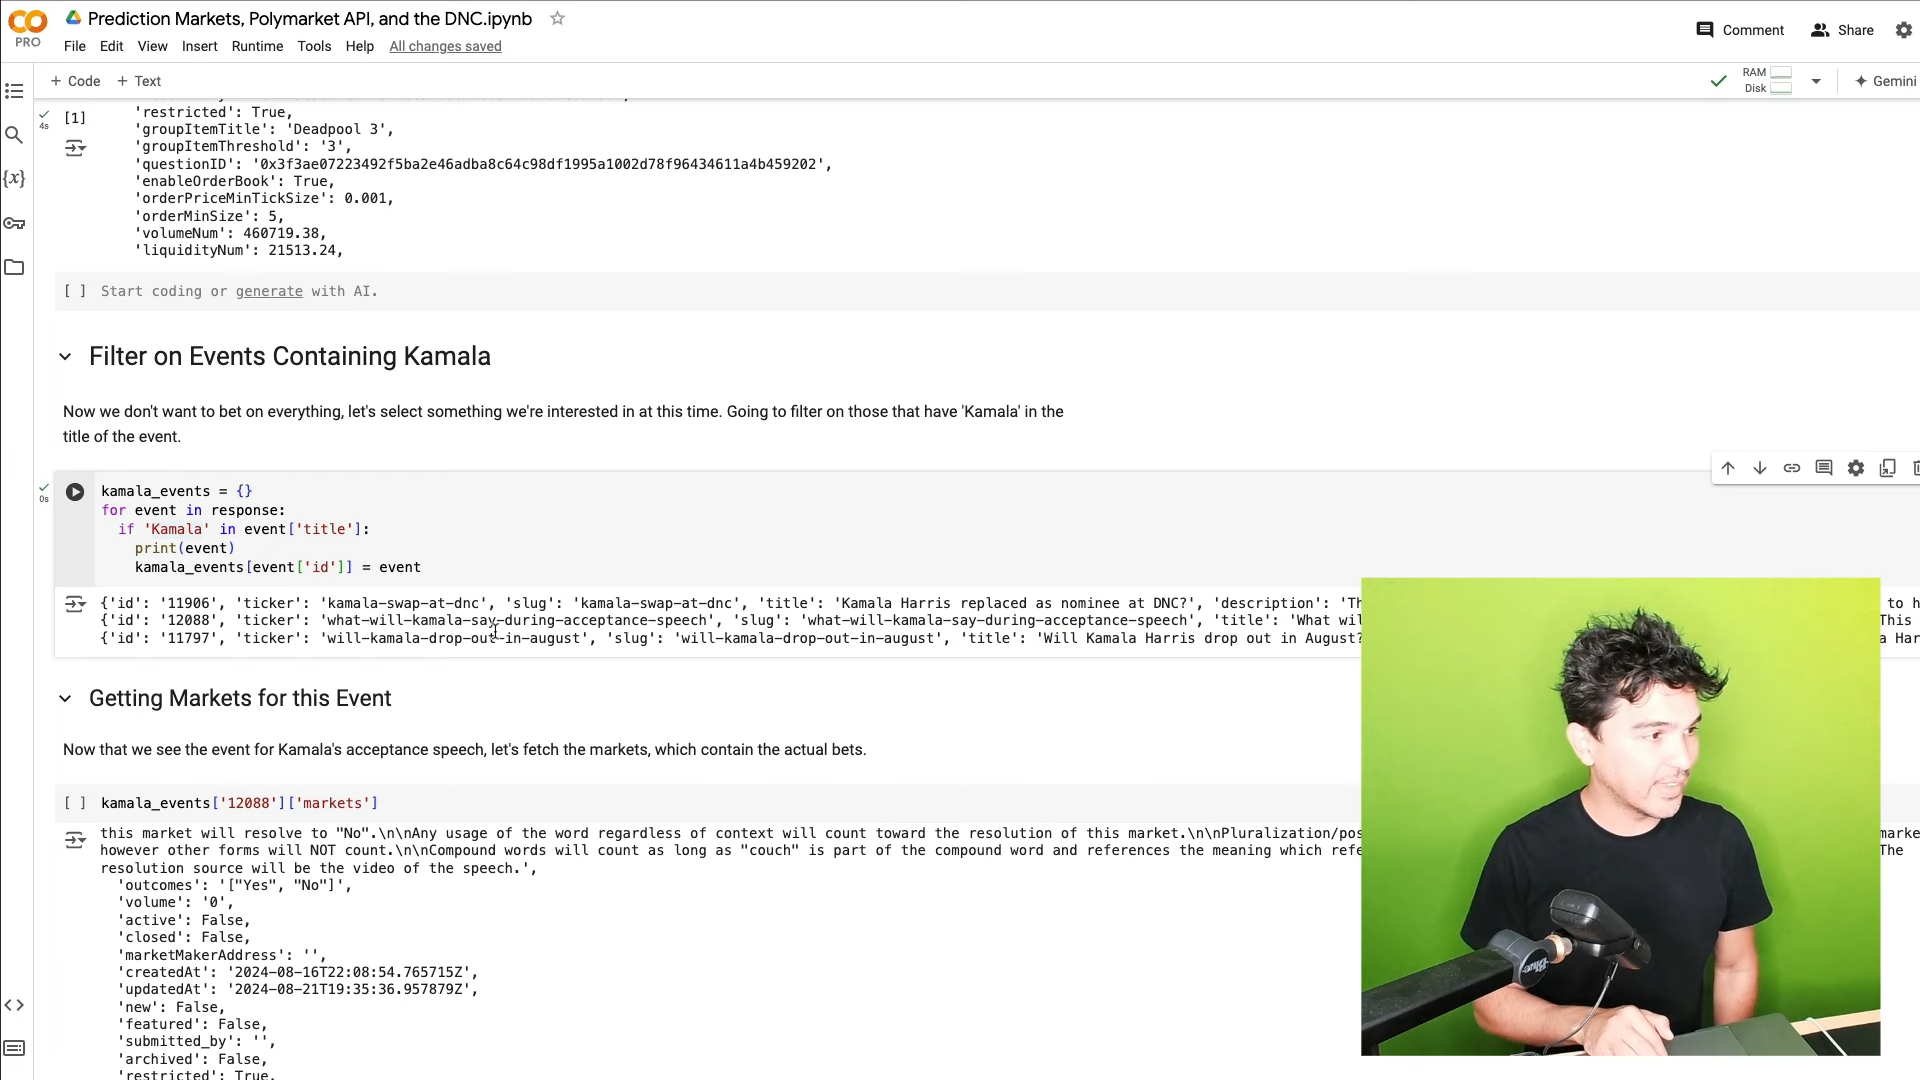 Prediction Markets, Polymarket API, and the DNC.ipynb
PRO
File Edit View Insert Runtime Tools Help All changes saved
Comment Share
+ Code + Text
RAM
Disk
Gemini
4s
[1]
'restricted': True,
'groupItemTitle': 'Deadpool 3',
'groupItemThreshold': '3',
'questionID': '0x3f3ae07223492f5ba2e46adba8c64c98df1995a1002d78f96434611a4b459202',
'enableOrderBook': True,
'orderPriceMinTickSize': 0.001,
'orderMinSize': 5,
'volumeNum': 460719.38,
'liquidityNum': 21513.24,
[ ] Start coding or generate with AI.
Filter on Events Containing Kamala
Now we don't want to bet on everything, let's select something we're interested in at this time. Going to filter on those that have 'Kamala' in the
title of the event.
0s
kamala_events = {}
for event in response:
if 'Kamala' in event['title']:
print(event)
kamala_events[event['id']] = event
{'id': '11906', 'ticker': 'kamala-swap-at-dnc', 'slug': 'kamala-swap-at-dnc', 'title': 'Kamala Harris replaced as nominee at DNC?', 'description': 'Th to h
{'id': '12088', 'ticker': 'what-will-kamala-say-during-acceptance-speech', 'slug': 'what-will-kamala-say-during-acceptance-speech', 'title': 'What wil This
{'id': '11797', 'ticker': 'will-kamala-drop-out-in-august', 'slug': 'will-kamala-drop-out-in-august', 'title': 'Will Kamala Harris drop out in August? a Har
Getting Markets for this Event
Now that we see the event for Kamala's acceptance speech, let's fetch the markets, which contain the actual bets.
[ ] kamala_events['12088']['markets']
this market will resolve to "No".\n\nAny usage of the word regardless of context will count toward the resolution of this market.\n\nPluralization/pos marke
however other forms will NOT count.\n\nCompound words will count as long as "couch" is part of the compound word and references the meaning which refe The
resolution source will be the video of the speech.',
'outcomes': '["Yes", "No"]',
'volume': '0',
'active': False,
'closed': False,
'marketMakerAddress': '',
'createdAt': '2024-08-16T22:08:54.765715Z',
'updatedAt': '2024-08-21T19:35:36.957879Z',
'new': False,
'featured': False,
'submitted_by': '',
'archived': False,
'restricted': True,